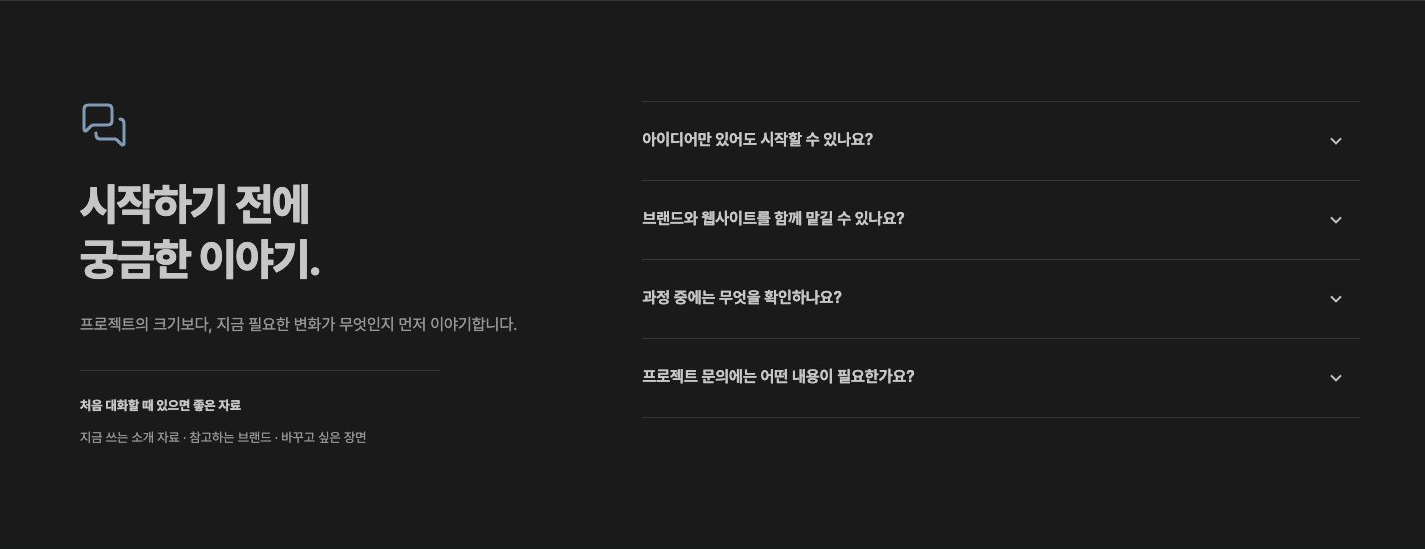 시작하기 전에
궁금한 이야기.
프로젝트의 크기보다, 지금 필요한 변화가 무엇인지 먼저 이야기합니다.
처음 대화할 때 있으면 좋은 자료
지금 쓰는 소개 자료 · 참고하는 브랜드 · 바꾸고 싶은 장면
아이디어만 있어도 시작할 수 있나요?
브랜드와 웹사이트를 함께 맡길 수 있나요?
과정 중에는 무엇을 확인하나요?
프로젝트 문의에는 어떤 내용이 필요한가요?